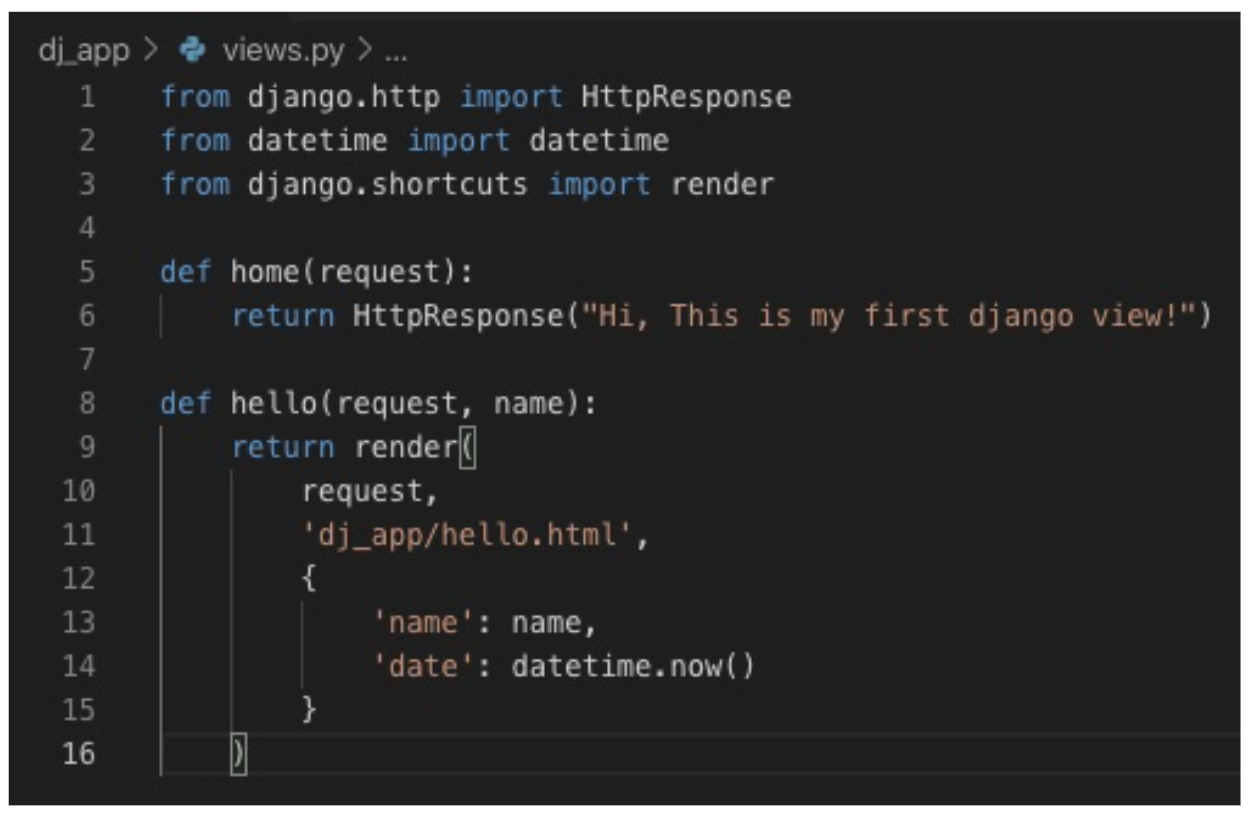 dj_app > views.py > ...
1 from django.http import HttpResponse
2 from datetime import datetime
3 from django.shortcuts import render
4
5 def home(request):
6     return HttpResponse("Hi, This is my first django view!")
7
8 def hello(request, name):
9     return render(
10         request,
11         'dj_app/hello.html',
12         {
13             'name': name,
14             'date': datetime.now()
15         }
16     )